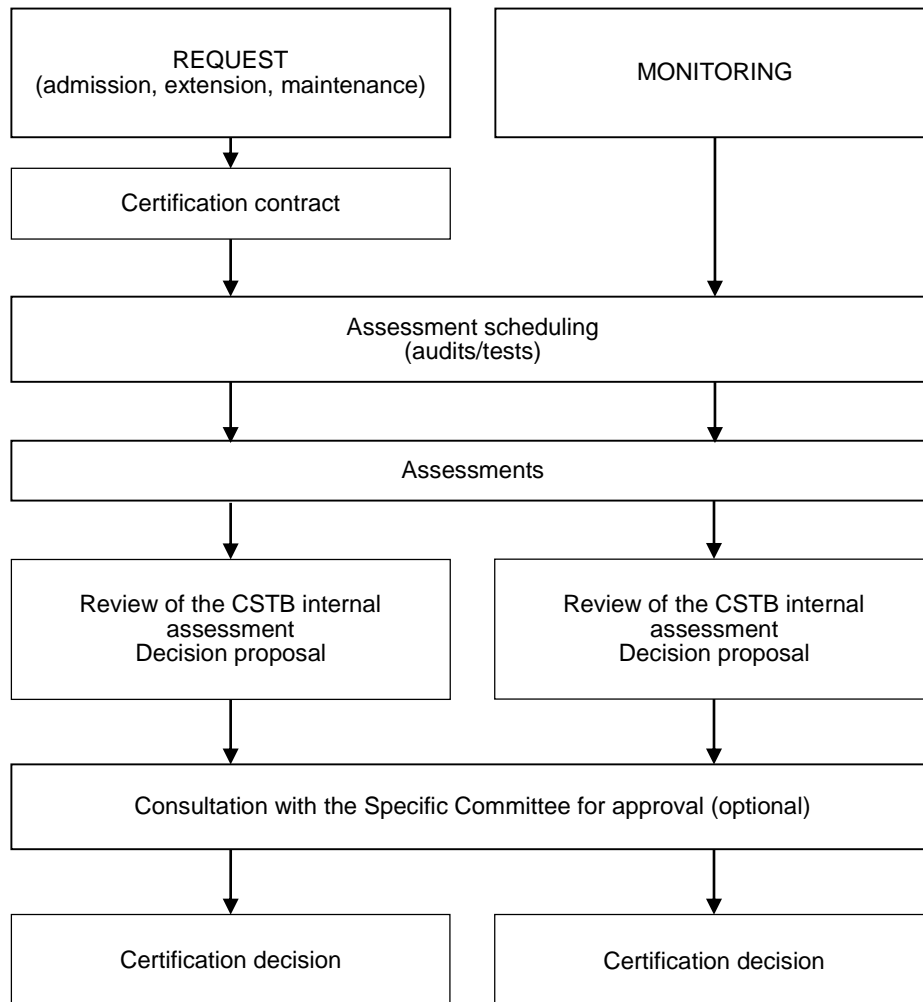 REQUEST
(admission, extension, maintenance)
MONITORING
Certification contract
Assessment scheduling
(audits/tests)
Assessments
Review of the CSTB internal
assessment
Decision proposal
Review of the CSTB internal
assessment
Decision proposal
Consultation with the Specific Committee for approval (optional)
Certification decision
Certification decision